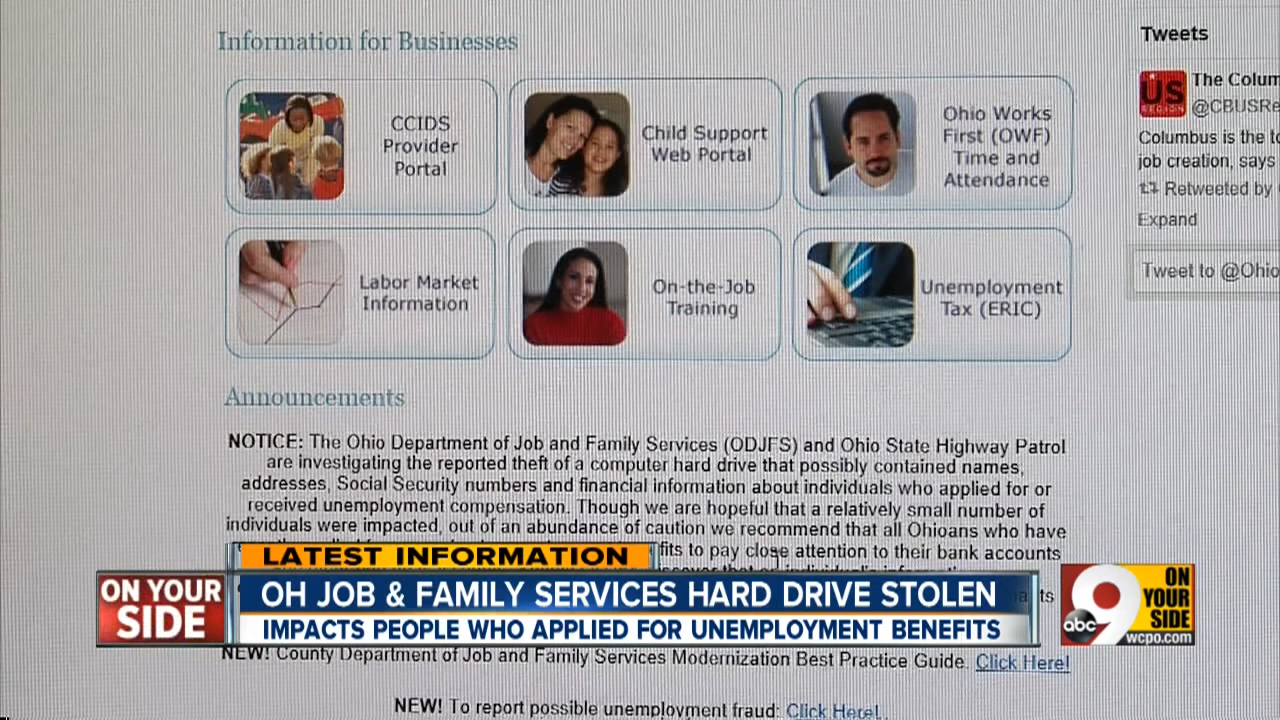 Information for Businesses
CCIDS
Provider
Portal
Child Support
Web Portal
Ohio Works
First (OWF)
Time and
Attendance
Labor Market
Information
On-the-Job
Training
Unemployment
Tax (ERIC)
Tweets
The Colum
@CBUSRe
US
REGION
Columbus is the
job creation, says
Retweeted by
Expand
Tweet to @Ohio
Announcements
NOTICE: The Ohio Department of Job and Family Services (ODJFS) and Ohio State Highway Patrol
are investigating the reported theft of a computer hard drive that possibly contained names,
addresses, Social Security numbers and financial information about individuals who applied for or
received unemployment compensation. Though we are hopeful that a relatively small number of
individuals were impacted, out of an abundance of caution we recommend that all Ohioans who have
fits to pay close attention to their bank accounts
LATEST INFORMATION
ON YOUR
SIDE
OH JOB & FAMILY SERVICES HARD DRIVE STOLEN
IMPACTS PEOPLE WHO APPLIED FOR UNEMPLOYMENT BENEFITS
abc 9
ON
YOUR
SIDE
wcpo.com
NEW! County Department of Job and Family Services Modernization Best Practice Guide. Click Here!
NEW! To report possible unemployment fraud: Click Here!